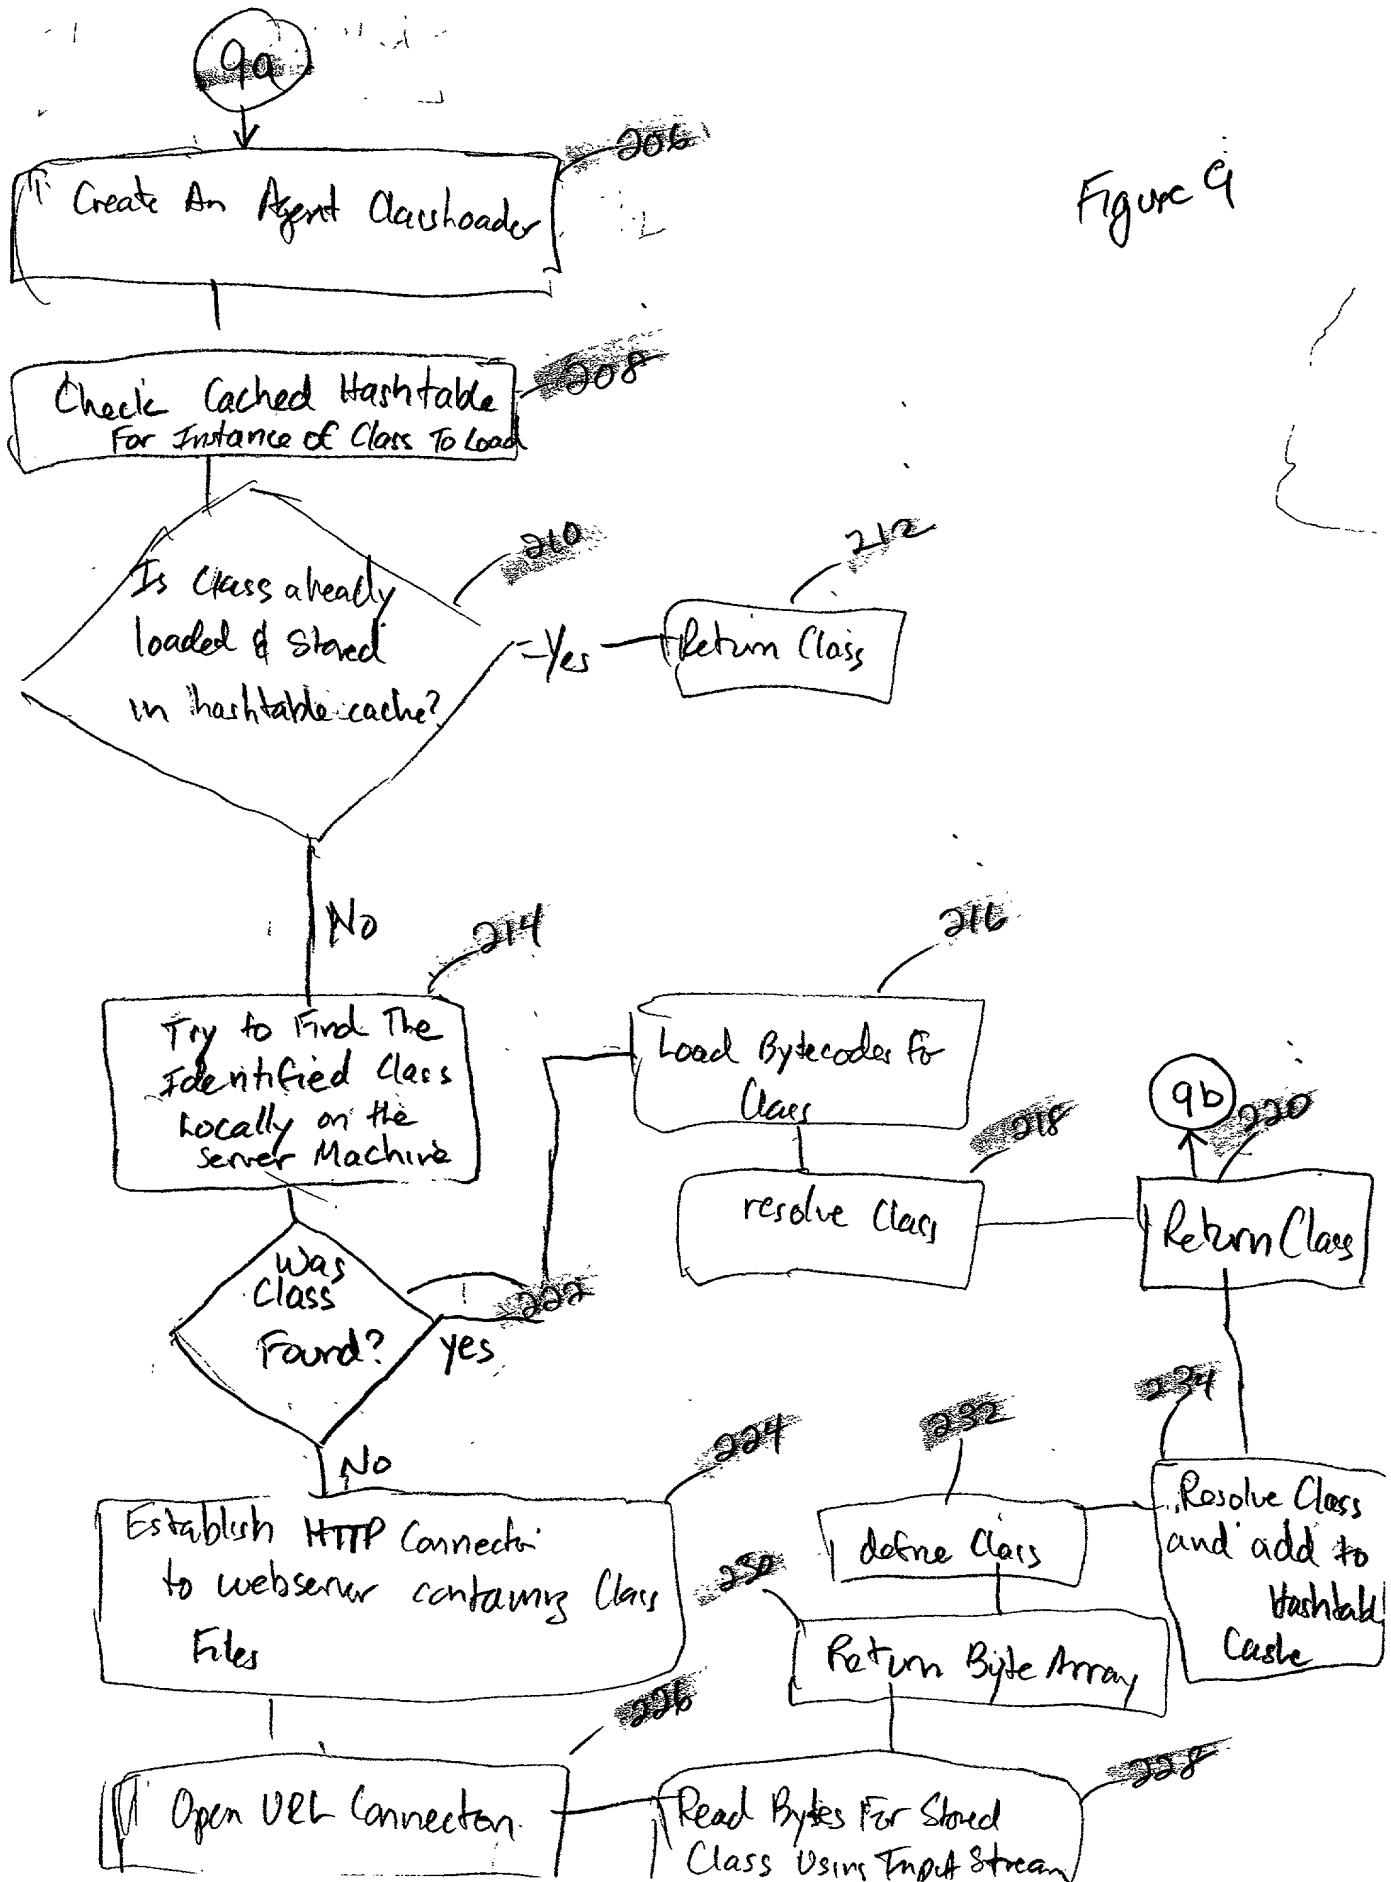 9a
206
Create An Agent ClassLoader
Figure 9
208
Check Cached Hashtable
For Instance of Class To Load
210
212
Is Class already
loaded & Stored
in hashtable cache?
Yes
Return Class
No
214
216
Try to Find The
Identified Class
Locally on the
Server Machine
Load Bytecodes For
Class
218
resolve Class
9b
220
Return Class
Was
Class
Found?
222
yes
No
224
232
234
Establish HTTP Connectio
to webserver containing Class
Files
define Class
Resolve Class
and add to
Hashtabl
Cashe
230
Return Byte Array
226
228
Open URL Connection
Read Bytes For Stored
Class Using Input Stream